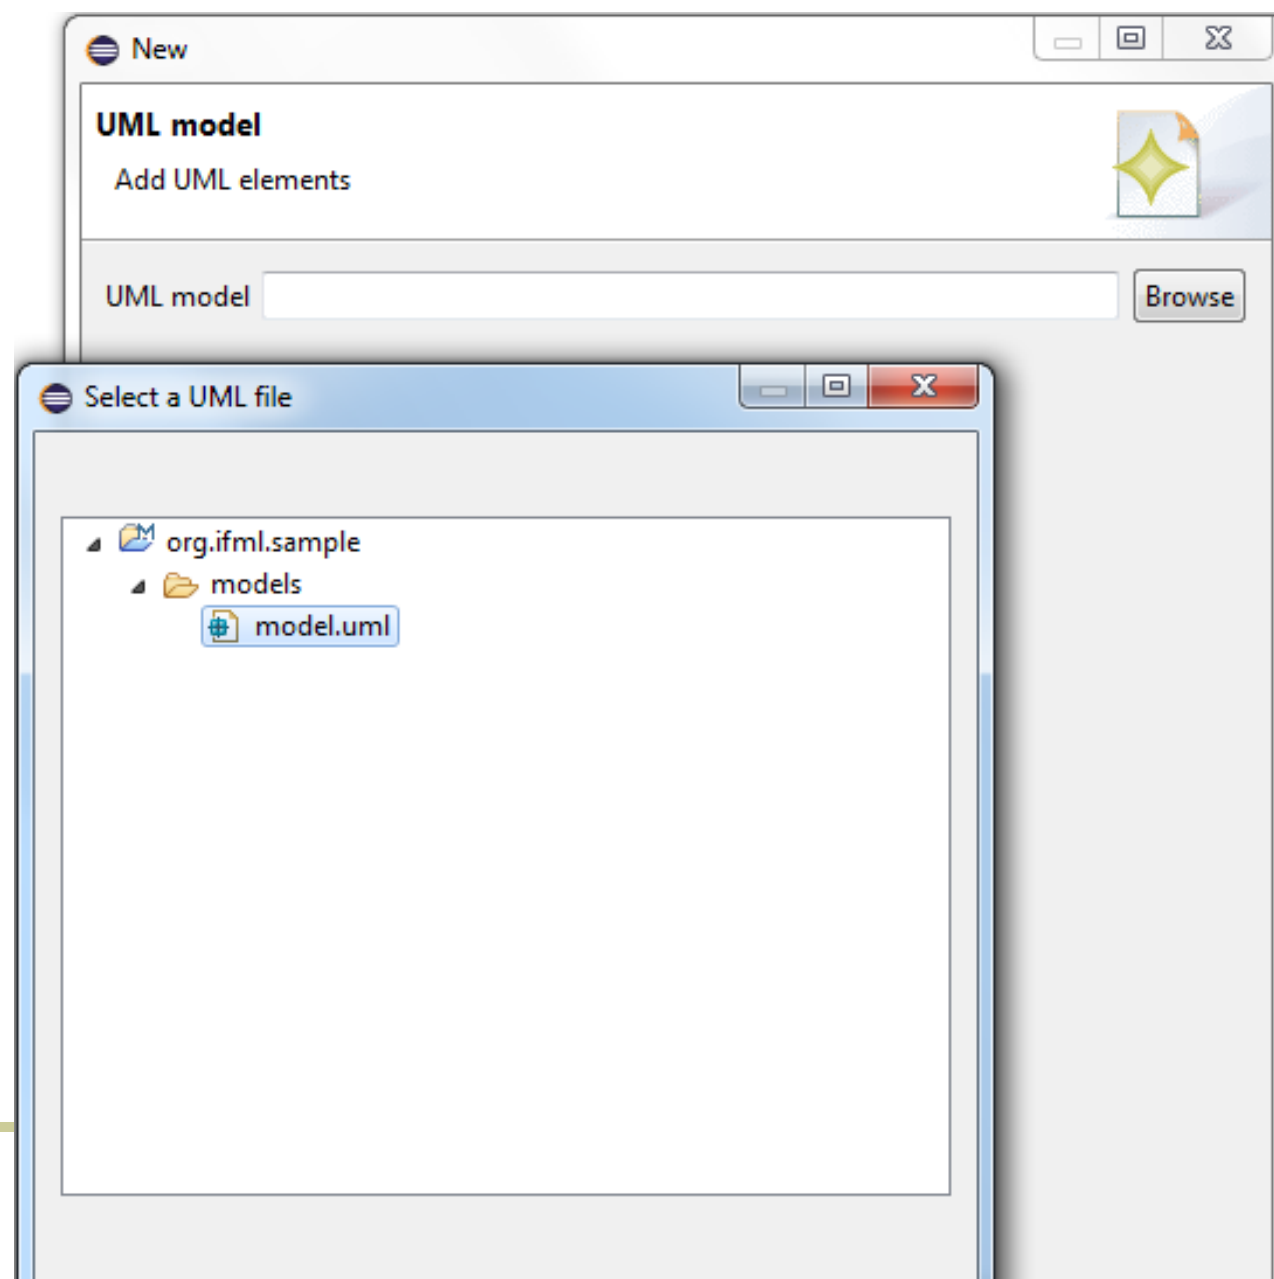 New
UML model
Add UML elements
UML model
Browse
Select a UML file
org.ifml.sample
models
model.uml